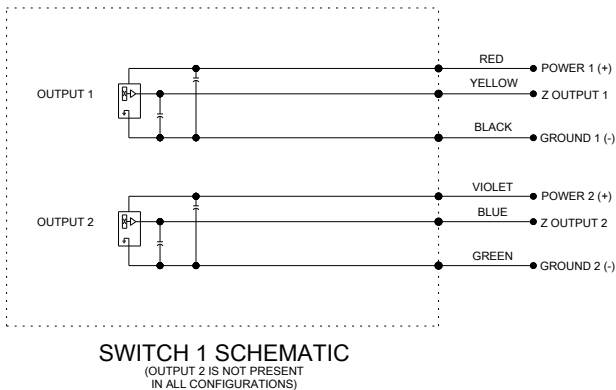 RED
POWER 1 (+)
YELLOW
OUTPUT 1
Z OUTPUT 1
BLACK
GROUND 1 (-)
VIOLET
POWER 2 (+)
BLUE
OUTPUT 2
Z OUTPUT 2
GREEN
GROUND 2 (-)
SWITCH 1 SCHEMATIC
(OUTPUT 2 IS NOT PRESENT
IN ALL CONFIGURATIONS)